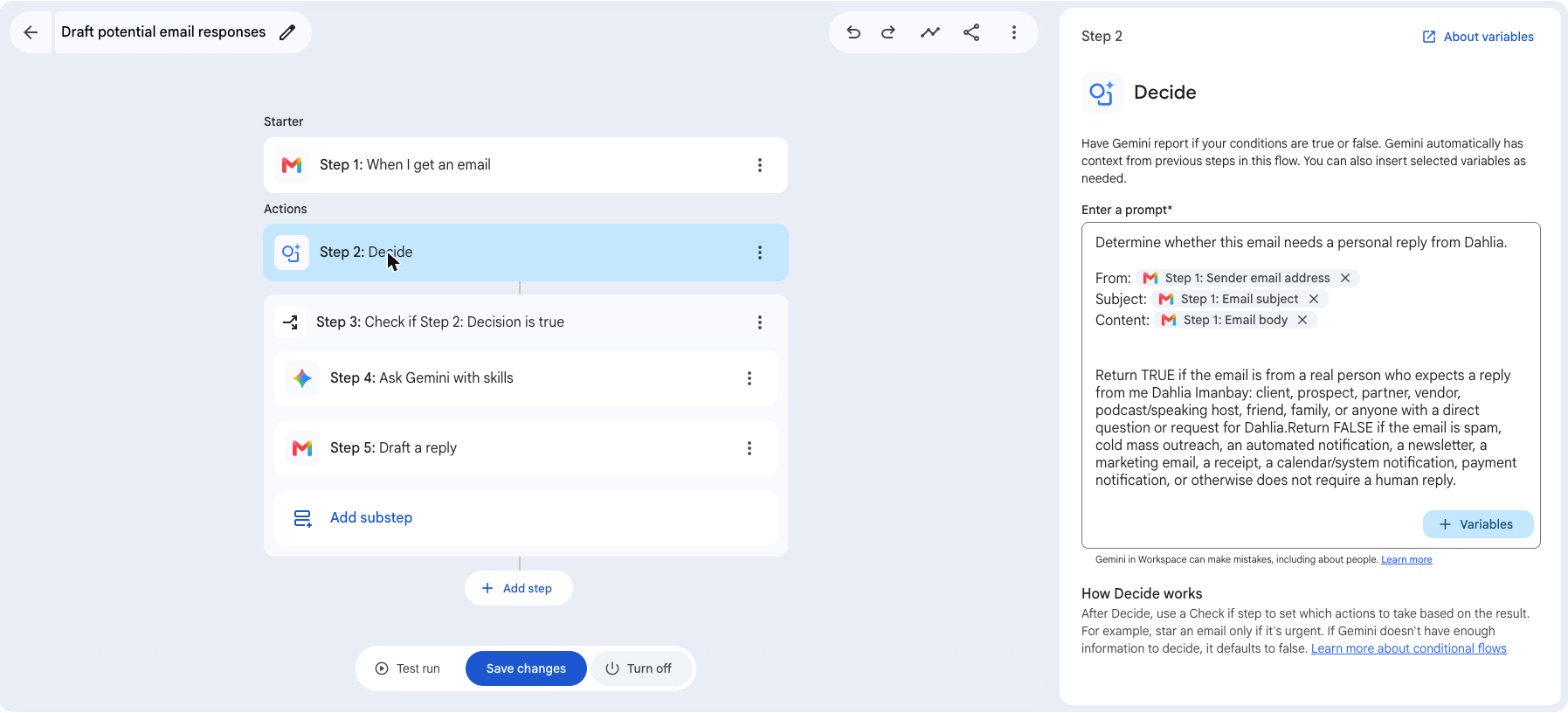 Draft potential email responses
Starter
Step 1: When I get an email
Actions
Step 2: Decide
Step 3: Check if Step 2: Decision is true
Step 4: Ask Gemini with skills
Step 5: Draft a reply
Add substep
+ Add step
Test run
Save changes
Turn off
Step 2
About variables
Decide
Have Gemini report if your conditions are true or false. Gemini automatically has
context from previous steps in this flow. You can also insert selected variables as
needed.
Enter a prompt*
Determine whether this email needs a personal reply from Dahlia.
From: Step 1: Sender email address
Subject: Step 1: Email subject
Content: Step 1: Email body
Return TRUE if the email is from a real person who expects a reply
from me Dahlia Imanbay: client, prospect, partner, vendor,
podcast/speaking host, friend, family, or anyone with a direct
question or request for Dahlia.Return FALSE if the email is spam,
cold mass outreach, an automated notification, a newsletter, a
marketing email, a receipt, a calendar/system notification, payment
notification, or otherwise does not require a human reply.
+ Variables
Gemini in Workspace can make mistakes, including about people. Learn more
How Decide works
After Decide, use a Check if step to set which actions to take based on the result.
For example, star an email only if it's urgent. If Gemini doesn't have enough
information to decide, it defaults to false. Learn more about conditional flows